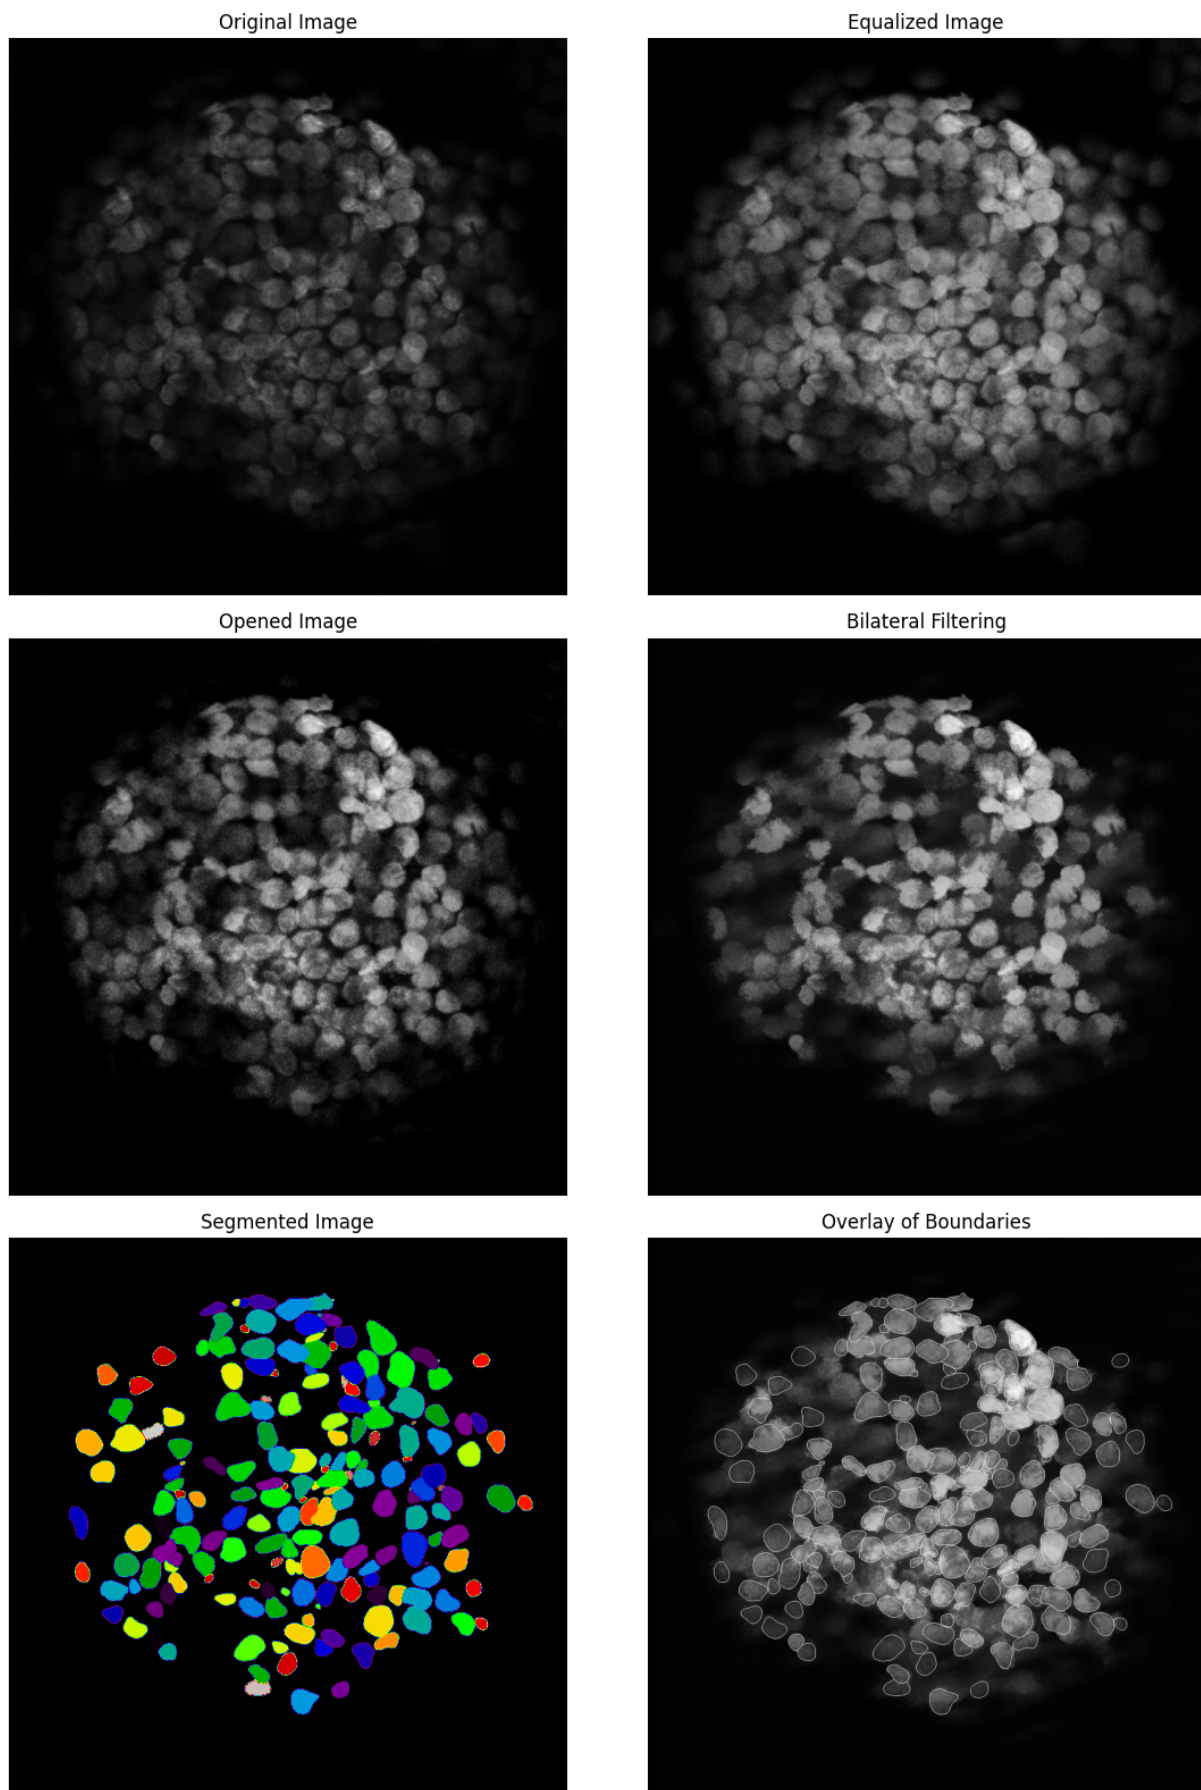 Original Image
Equalized Image
Opened Image
Bilateral Filtering
Segmented Image
Overlay of Boundaries